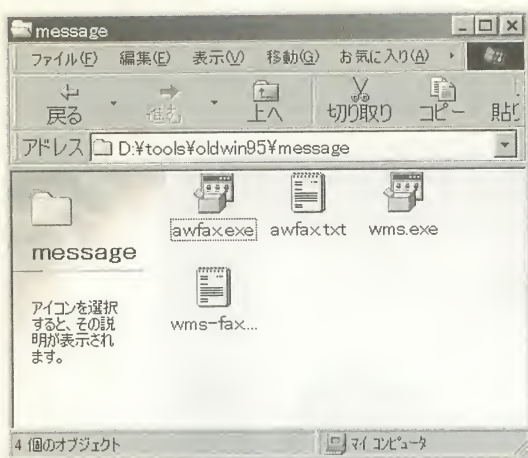 message
ファイル(F) 編集(E) 表示(V) 移動(G) お気に入り(A)
戻る 進む 上へ 切り取り コピー 貼り
アドレス D:¥tools¥oldwin95¥message
awfax.exe awfax.txt wms.exe
message
wms-fax...
アイコンを選択
すると、その説
明が表示され
ます。
4 個のオブジェクト マイ コンピュータ